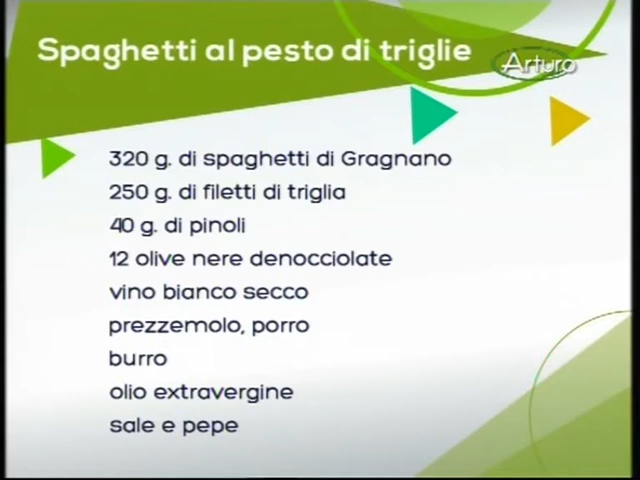 Spaghetti al pesto di triglie
Arturo
320 g. di spaghetti di Gragnano
250 g. di filetti di triglia
40 g. di pinoli
12 olive nere denocciolate
vino bianco secco
prezzemolo, porro
burro
olio extravergine
sale e pepe